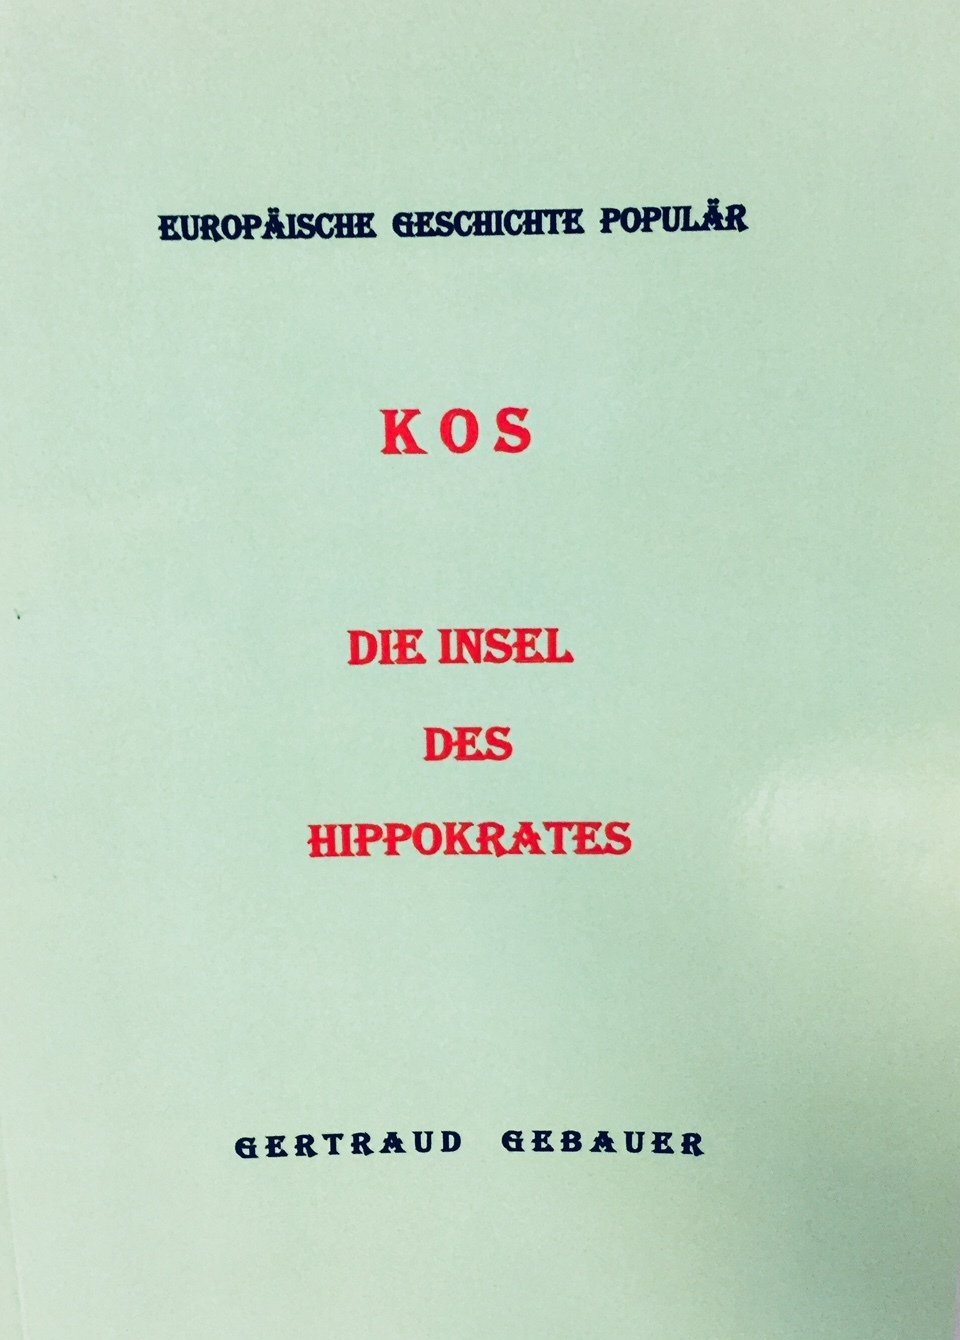 EUROPÄISCHE GESCHICHTE POPULÄR
KOS
DIE INSEL
DES
HIPPOKRATES
GERTRAUD GEBAUER